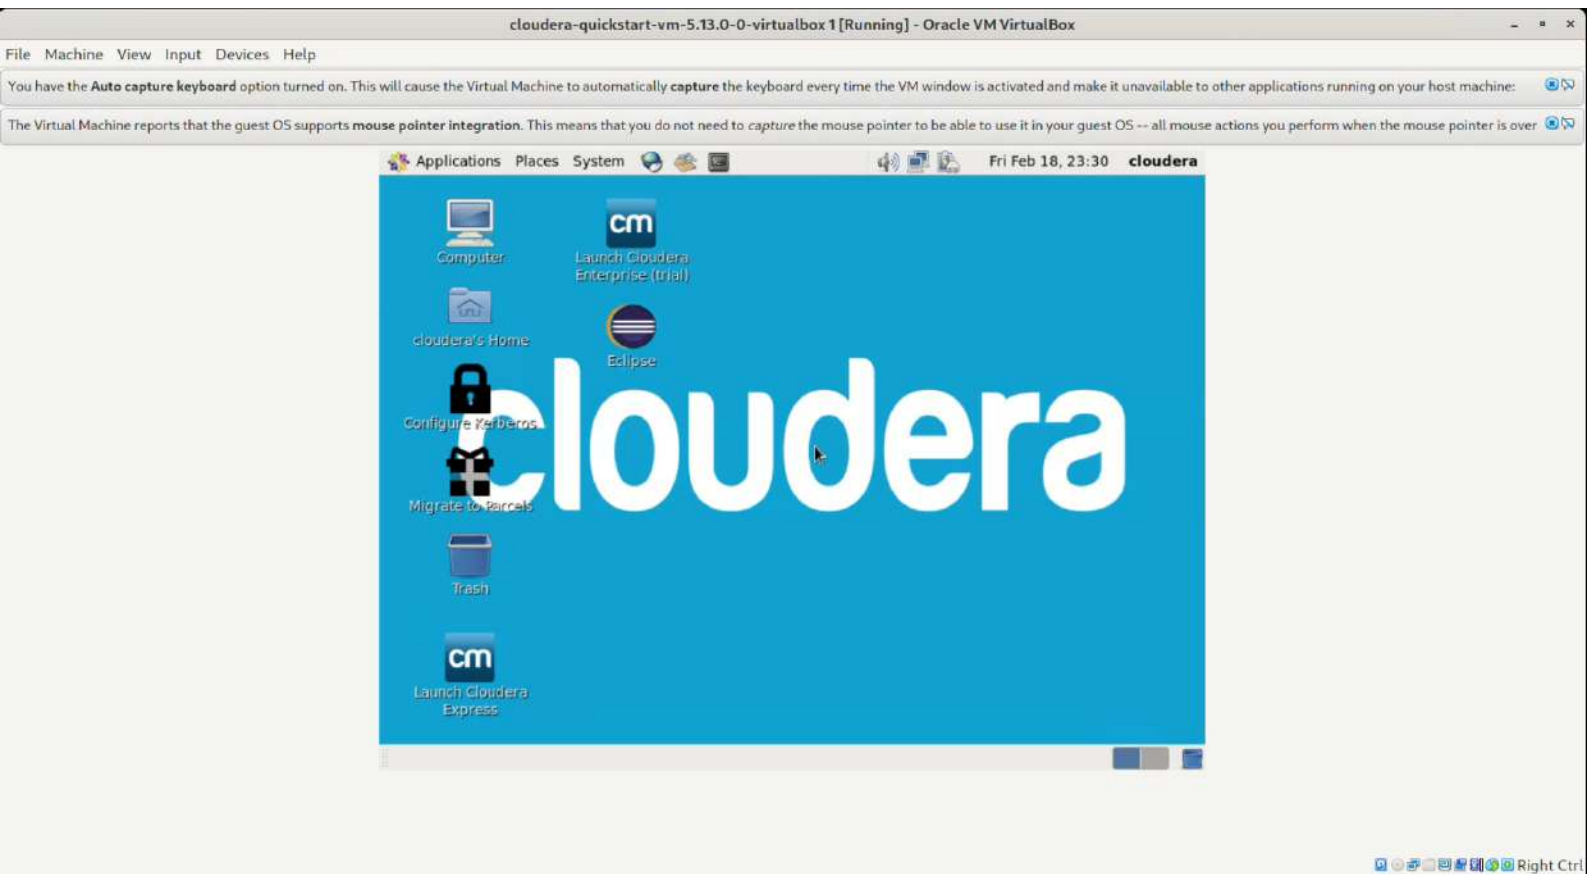 cloudera-quickstart-vm-5.13.0-0-virtualbox 1 [Running] - Oracle VM VirtualBox
File Machine View Input Devices Help
You have the Auto capture keyboard option turned on. This will cause the Virtual Machine to automatically capture the keyboard every time the VM window is activated and make it unavailable to other applications running on your host machine:
The Virtual Machine reports that the guest OS supports mouse pointer integration. This means that you do not need to capture the mouse pointer to be able to use it in your guest OS -- all mouse actions you perform when the mouse pointer is over
Applications Places System Fri Feb 18, 23:30 cloudera
cm
Computer
Launch Cloudera
Enterprise (trial)
cloudera's Home
Eclipse
Configure Kerberos
cloudera
Migrate to Parcels
Trash
cm
Launch Cloudera
Express
Right Ctrl